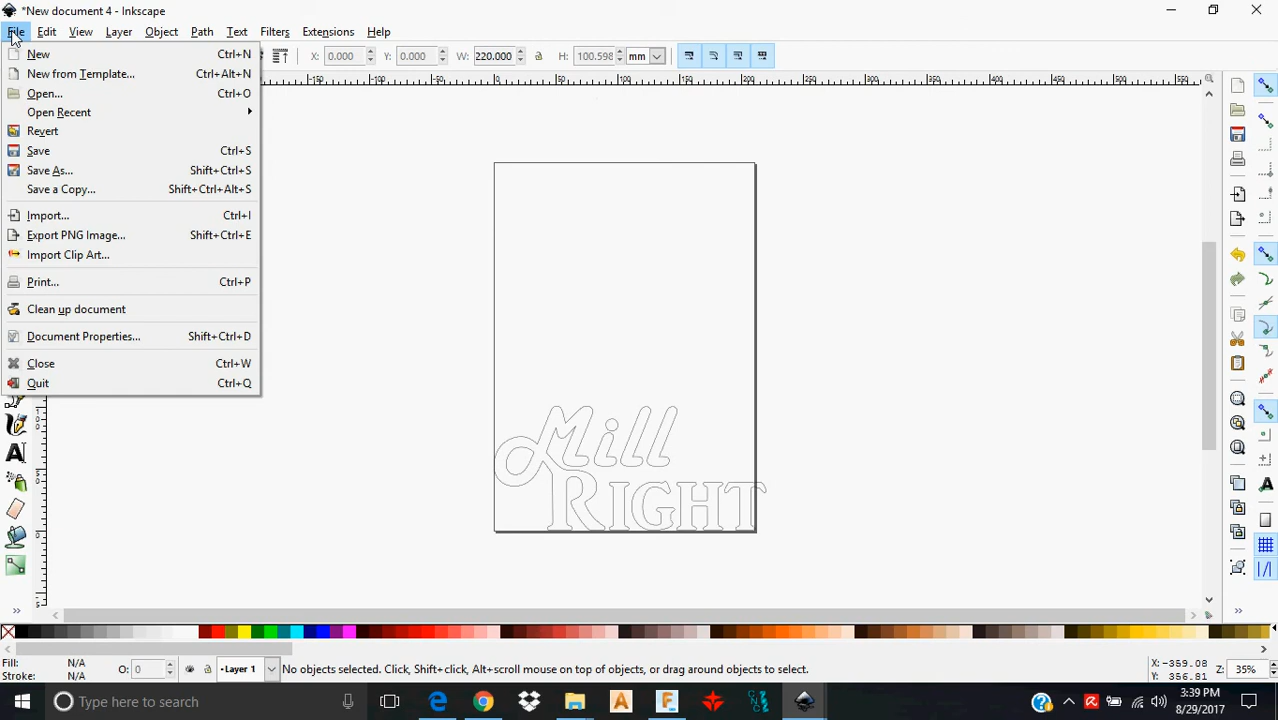 *New document 4 - Inkscape
File Edit View Layer Object Path Text Filters Extensions Help
X: 0.000 Y: 0.000 W: 220.000 H: 100.598 mm
New Ctrl+N
New from Template... Ctrl+Alt+N
Open... Ctrl+O
Open Recent
Revert
Save Ctrl+S
Save As... Shift+Ctrl+S
Save a Copy... Shift+Ctrl+Alt+S
Import... Ctrl+I
Export PNG Image... Shift+Ctrl+E
Import Clip Art...
Print... Ctrl+P
Clean up document
Document Properties... Shift+Ctrl+D
Close Ctrl+W
Quit Ctrl+Q
Mill
RIGHT
Fill: N/A
Stroke: N/A
O: 0
Layer 1
No objects selected. Click, Shift+click, Alt+scroll mouse on top of objects, or drag around objects to select.
X: -359.08
Y: 356.81
Z: 35%
Type here to search
3:39 PM
8/29/2017